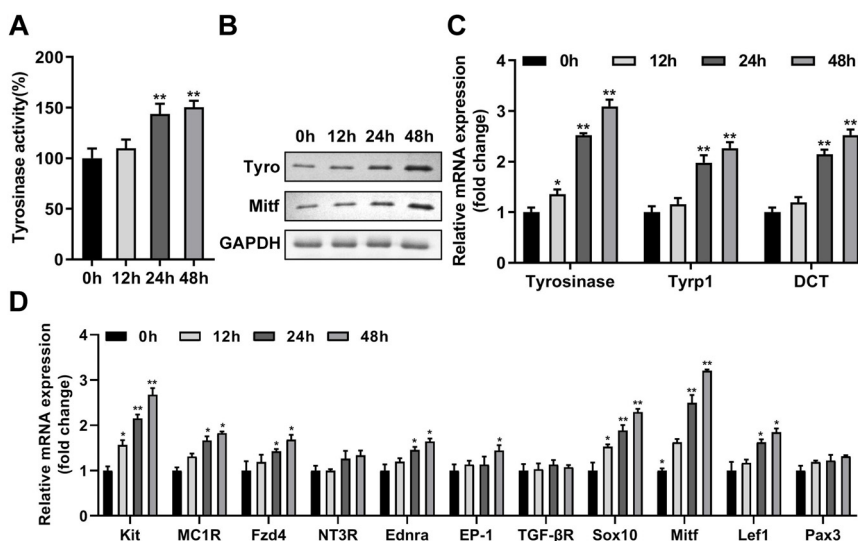 A
Tyrosinase activity(%)
200
150
100
50
0
** **
0h 12h 24h 48h
B
0h 12h 24h 48h
Tyro
Mitf
GAPDH
C
0h 12h 24h 48h
Relative mRNA expression
(fold change)
4
3
2
1
0
* ** ** ** ** ** **
Tyrosinase Tyrp1 DCT
D
0h 12h 24h 48h
Relative mRNA expression
(fold change)
4
3
2
1
0
* ** ** * * * * * * * * ** ** * ** ** * *
Kit MC1R Fzd4 NT3R Ednra EP-1 TGF-βR Sox10 Mitf Lef1 Pax3